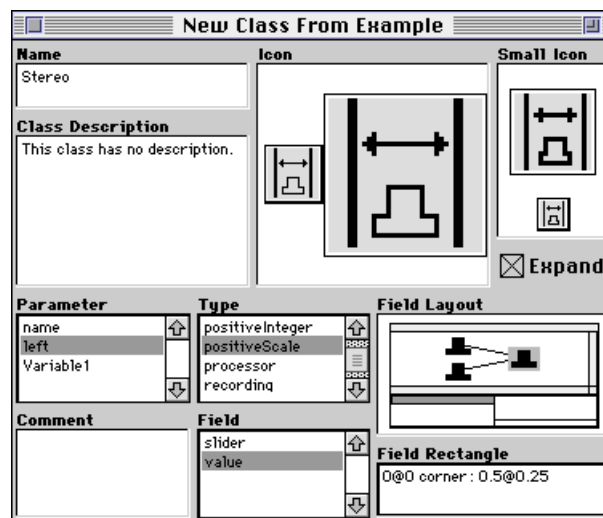 New Class From Example
Name
Icon
Small Icon
Stereo
Class Description
This class has no description.
Expand
Parameter
Type
Field Layout
name
left
Variable1
positiveInteger
positiveScale
processor
recording
Comment
Field
slider
value
Field Rectangle
0@0 corner : 0.5@0.25